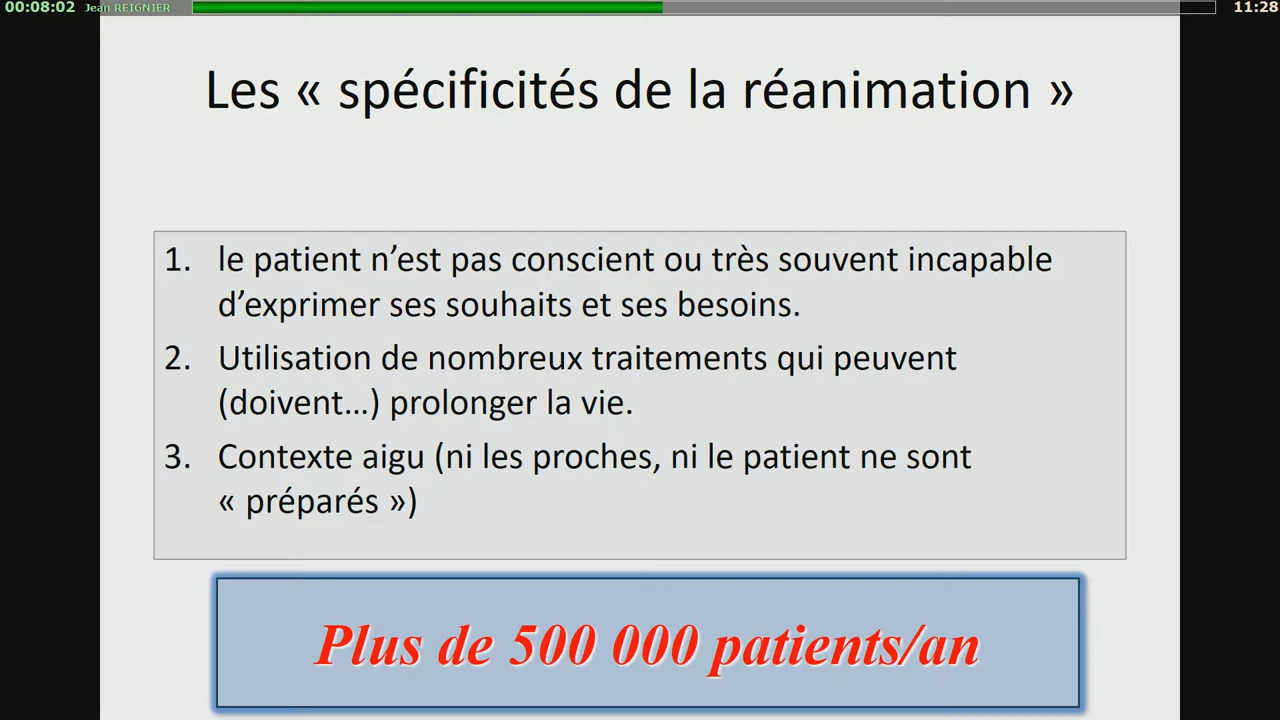 00:08:02 Jean REIGNIER 11:28
Les « spécificités de la réanimation »
1. le patient n’est pas conscient ou très souvent incapable
d’exprimer ses souhaits et ses besoins.
2. Utilisation de nombreux traitements qui peuvent
(doivent…) prolonger la vie.
3. Contexte aigu (ni les proches, ni le patient ne sont
« préparés »)
Plus de 500 000 patients/an